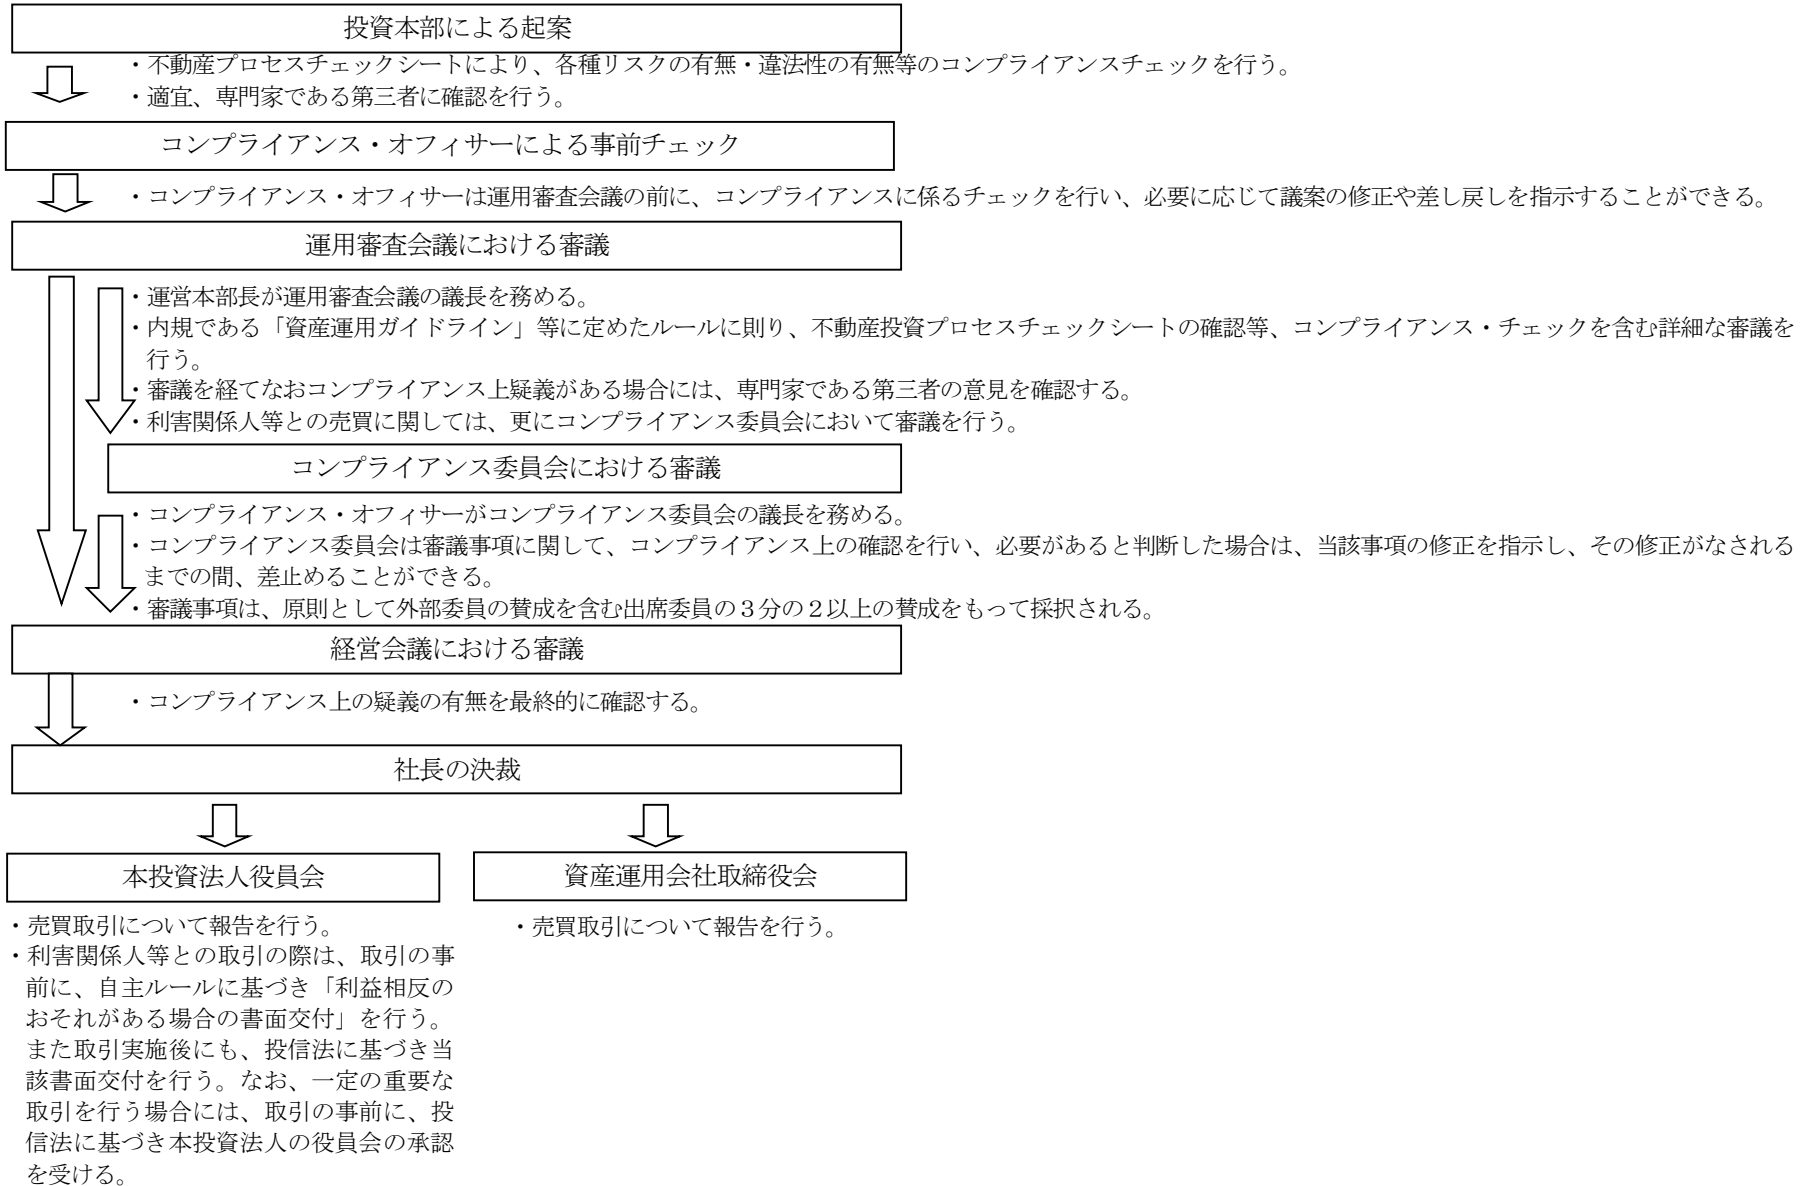 投資本部による起案
・不動産プロセスチェックシートにより、各種リスクの有無・違法性の有無等のコンプライアンスチェックを行う。
・適宜、専門家である第三者に確認を行う。
コンプライアンス・オフィサーによる事前チェック
・コンプライアンス・オフィサーは運用審査会議の前に、コンプライアンスに係るチェックを行い、必要に応じて議案の修正や差し戻しを指示することができる。
運用審査会議における審議
・運営本部長が運用審査会議の議長を務める。
・内規である「資産運用ガイドライン」等に定めたルールに則り、不動産投資プロセスチェックシートの確認等、コンプライアンス・チェックを含む詳細な審議を
行う。
・審議を経てなおコンプライアンス上疑義がある場合には、専門家である第三者の意見を確認する。
・利害関係人等との売買に関しては、更にコンプライアンス委員会において審議を行う。
コンプライアンス委員会における審議
・コンプライアンス・オフィサーがコンプライアンス委員会の議長を務める。
・コンプライアンス委員会は審議事項に関して、コンプライアンス上の確認を行い、必要があると判断した場合は、当該事項の修正を指示し、その修正がなされる
までの間、差止めることができる。
・審議事項は、原則として外部委員の賛成を含む出席委員の３分の２以上の賛成をもって採択される。
経営会議における審議
・コンプライアンス上の疑義の有無を最終的に確認する。
社長の決裁
本投資法人役員会
・売買取引について報告を行う。
・利害関係人等との取引の際は、取引の事
前に、自主ルールに基づき「利益相反の
おそれがある場合の書面交付」を行う。
また取引実施後にも、投信法に基づき当
該書面交付を行う。なお、一定の重要な
取引を行う場合には、取引の事前に、投
信法に基づき本投資法人の役員会の承認
を受ける。
資産運用会社取締役会
・売買取引について報告を行う。